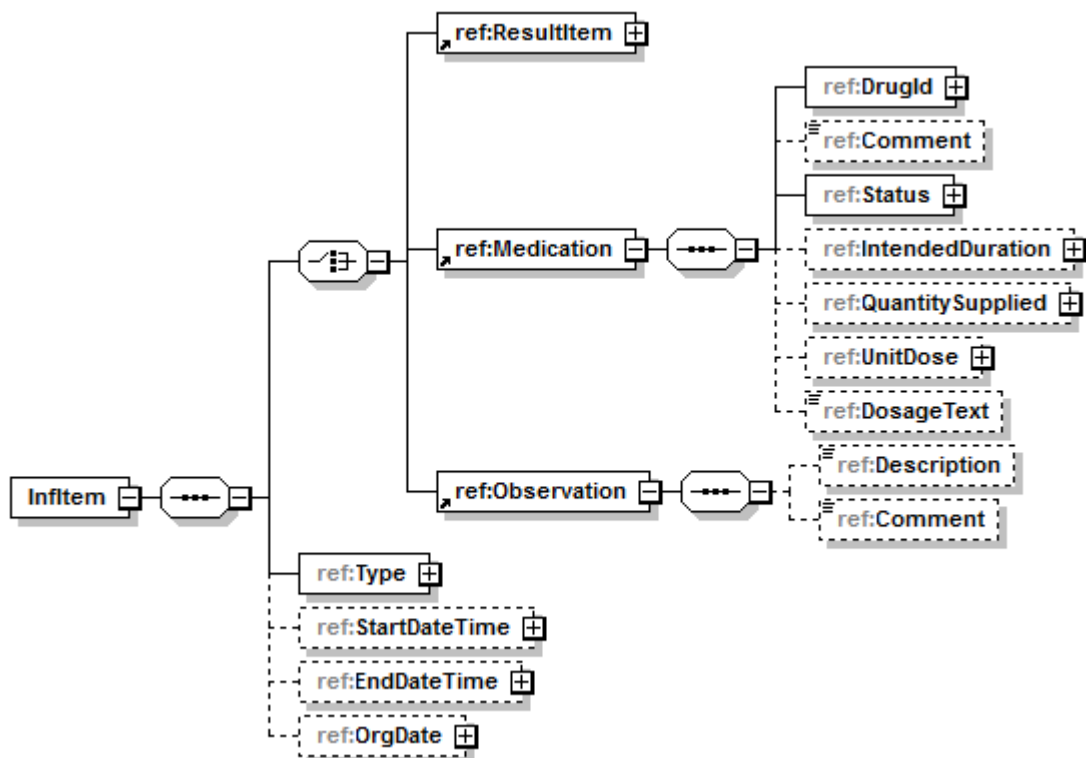 ref:ResultItem
ref:DrugId
ref:Comment
ref:Status
ref:Medication
ref:IntendedDuration
ref:QuantitySupplied
ref:UnitDose
ref:DosageText
ref:Observation
ref:Description
ref:Comment
InfItem
ref:Type
ref:StartDateTime
ref:EndDateTime
ref:OrgDate